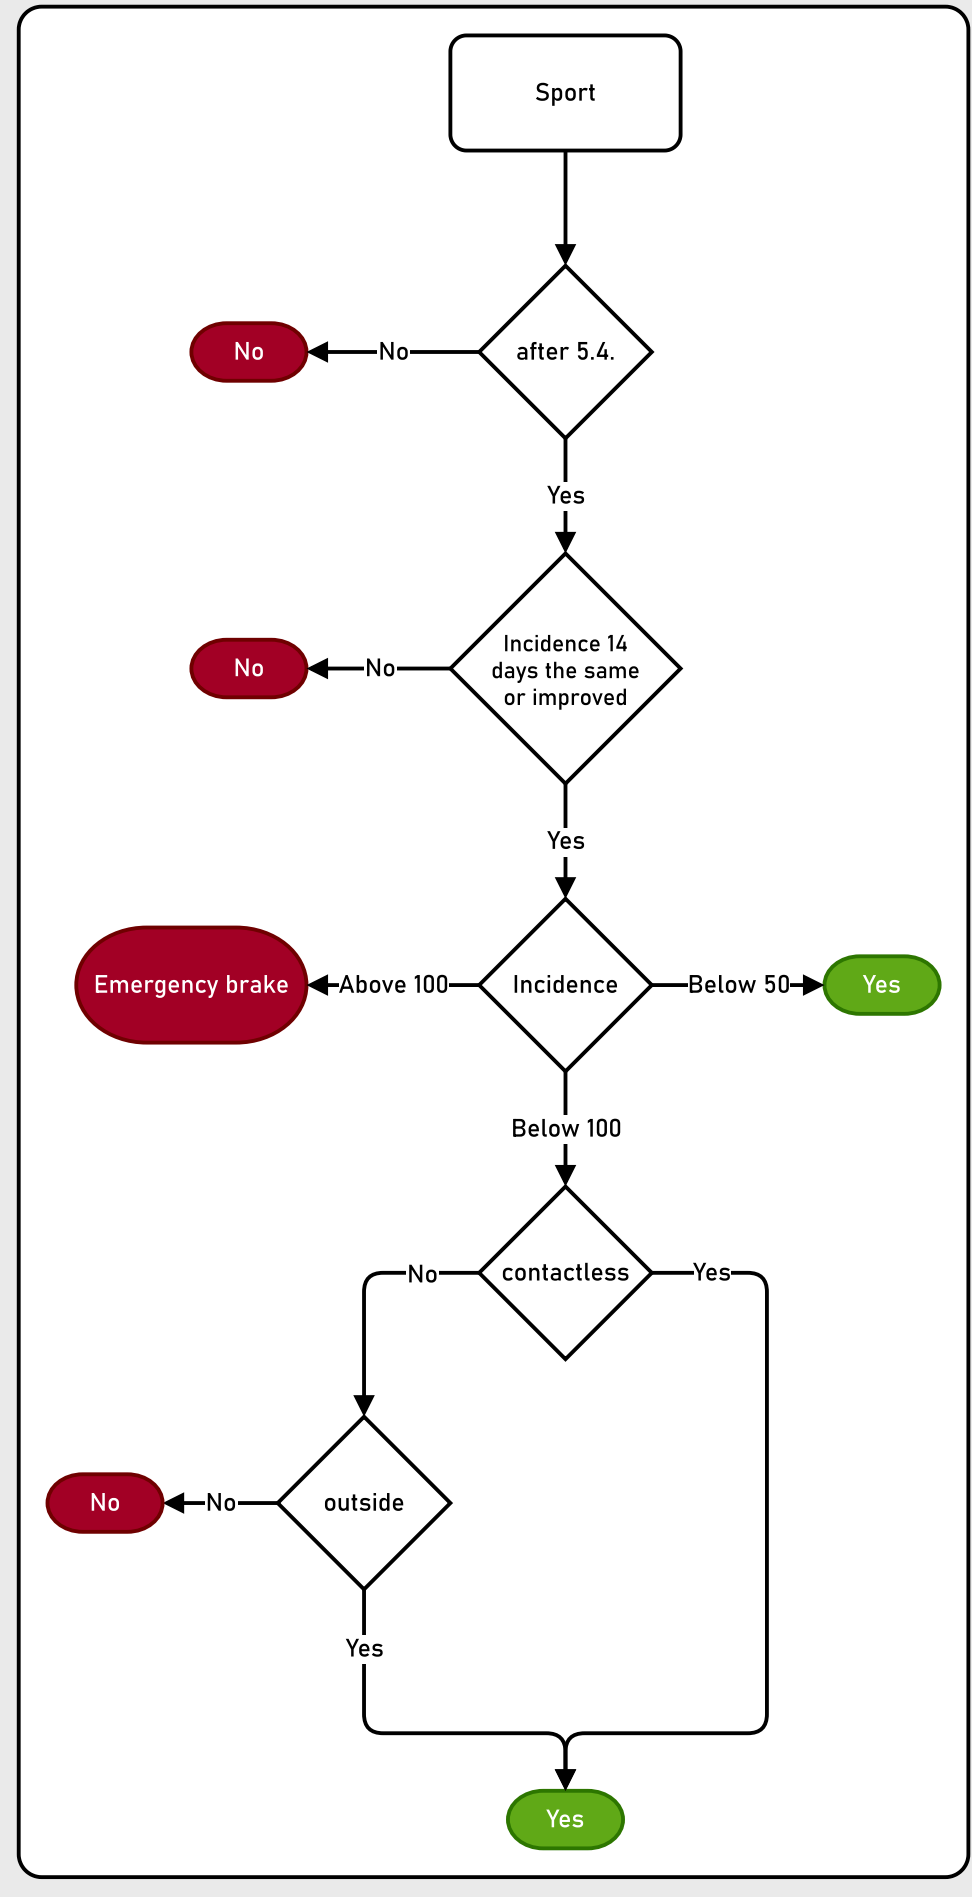 Sport
after 5.4.
No
No
Yes
Incidence 14
days the same
or improved
No
No
Yes
Incidence
Above 100
Emergency brake
Below 50
Yes
Below 100
contactless
No
Yes
outside
No
No
Yes
Yes